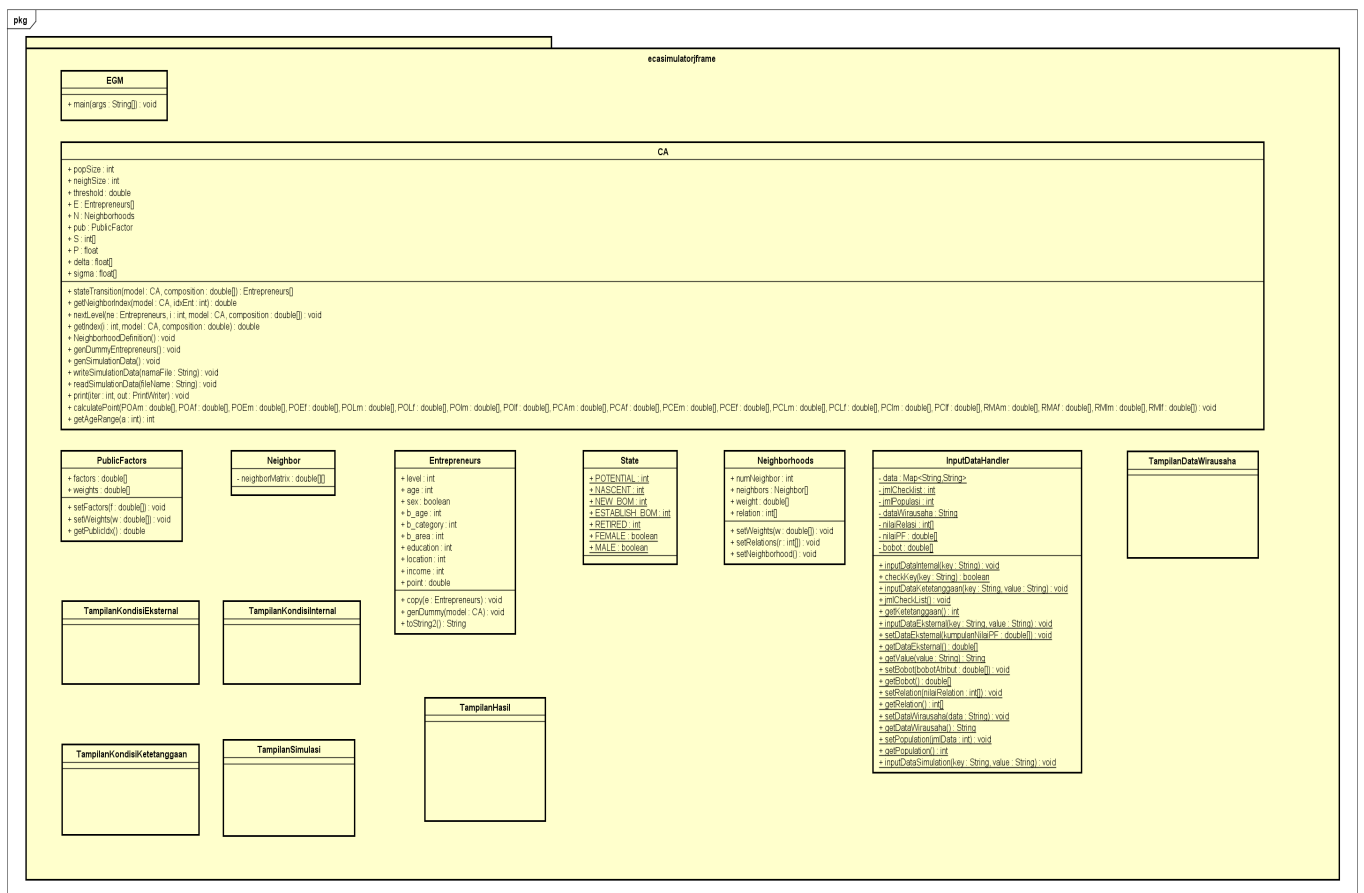 pkg
ecasimulatorjframe
EGM
+ main(args : String[]) : void
CA
+ popSize : int
+ neighSize : int
+ threshold : double
+ E : Entrepreneurs[]
+ N : Neighborhoods
+ pub : PublicFactor
+ S : int[]
+ P : float
+ delta : float[]
+ sigma : float[]
+ stateTransition(model : CA, composition : double[]) : Entrepreneurs[]
+ getNeighborIndex(model : CA, idxEnt : int) : double
+ nextLevel(ne : Entrepreneurs, i : int, model : CA, composition : double[]) : void
+ getIndex(i : int, model : CA, composition : double) : double
+ NeighborhoodDefinition() : void
+ genDummyEntrepreneurs() : void
+ genSimulationData() : void
+ writeSimulationData(namaFile : String) : void
+ readSimulationData(fileName : String) : void
+ print(iter : int, out : PrintWriter) : void
+ calculatePoint(POAm : double[], POAf : double[], POEm : double[], POEf : double[], POLm : double[], POLf : double[], POIm : double[], POIf : double[], PCAm : double[], PCAf : double[], PCEm : double[], PCEf : double[], PCLm : double[], PCLf : double[], PCIm : double[], PCIf : double[], RMAm : double[], RMAf : double[], RMIm : double[], RMIf : double[]) : void
+ getAgeRange(a : int) : int
PublicFactors
+ factors : double[]
+ weights : double[]
+ setFactors(f : double[]) : void
+ setWeights(w : double[]) : void
+ getPublicIdx() : double
Neighbor
- neighborMatrix : double[][]
Entrepreneurs
+ level : int
+ age : int
+ sex : boolean
+ b_age : int
+ b_category : int
+ b_area : int
+ education : int
+ location : int
+ income : int
+ point : double
+ copy(e : Entrepreneurs) : void
+ genDummy(model : CA) : void
+ toString2() : String
State
+ POTENTIAL : int
+ NASCENT : int
+ NEW_BOM : int
+ ESTABLISH_BOM : int
+ RETIRED : int
+ FEMALE : boolean
+ MALE : boolean
Neighborhoods
+ numNeighbor : int
+ neighbors : Neighbor[]
+ weight : double[]
+ relation : int[]
+ setWeights(w : double[]) : void
+ setRelations(r : int[]) : void
+ setNeighborhood() : void
InputDataHandler
- data : Map<String,String>
- jmlChecklist : int
- jmlPopulasi : int
- dataWirausaha : String
- nilaiRelasi : int[]
- nilaiPF : double[]
- bobot : double[]
+ inputDataInternal(key : String) : void
+ checkKey(key : String) : boolean
+ inputDataKetetanggaan(key : String, value : String) : void
+ jmlCheckList() : void
+ getKetetanggaan() : int
+ inputDataEksternal(key : String, value : String) : void
+ setDataEksternal(kumpulanNilaiPF : double[]) : void
+ getDataEksternal() : double[]
+ getValue(value : String) : String
+ setBobot(bobotAtribut : double[]) : void
+ getBobot() : double[]
+ setRelation(nilaiRelation : int[]) : void
+ getRelation() : int[]
+ setDataWirausaha(data : String) : void
+ getDataWirausaha() : String
+ setPopulation(jmlData : int) : void
+ getPopulation() : int
+ inputDataSimulation(key : String, value : String) : void
TampilanDataWirausaha
TampilanKondisiEksternal
TampilanKondisiInternal
TampilanHasil
TampilanKondisiKetetanggaan
TampilanSimulasi